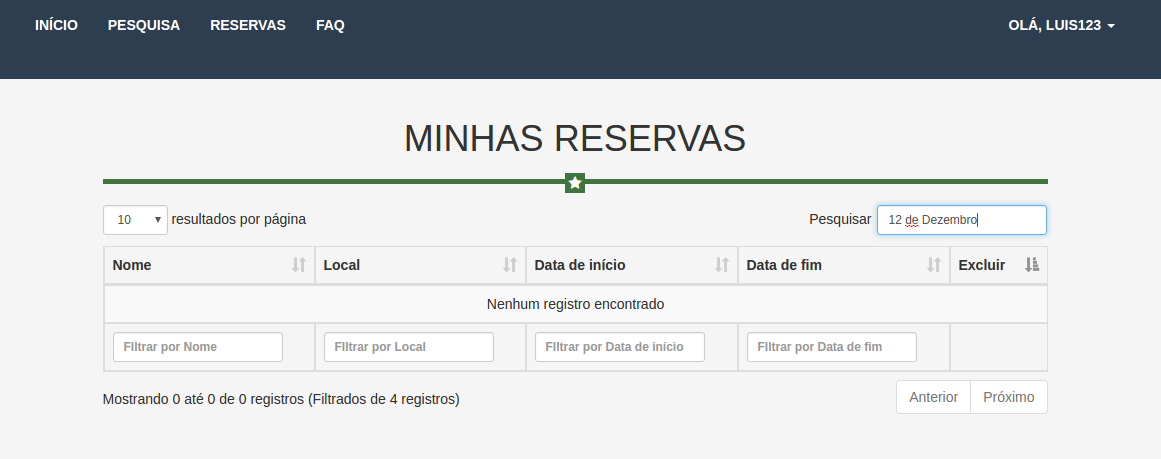 INÍCIO PESQUISA RESERVAS FAQ OLÁ, LUIS123
MINHAS RESERVAS
10 resultados por página Pesquisar 12 de Dezembro
Nome Local Data de início Data de fim Excluir
Nenhum registro encontrado
FIltrar por Nome FIltrar por Local FIltrar por Data de início FIltrar por Data de fim
Mostrando 0 até 0 de 0 registros (Filtrados de 4 registros) Anterior Próximo